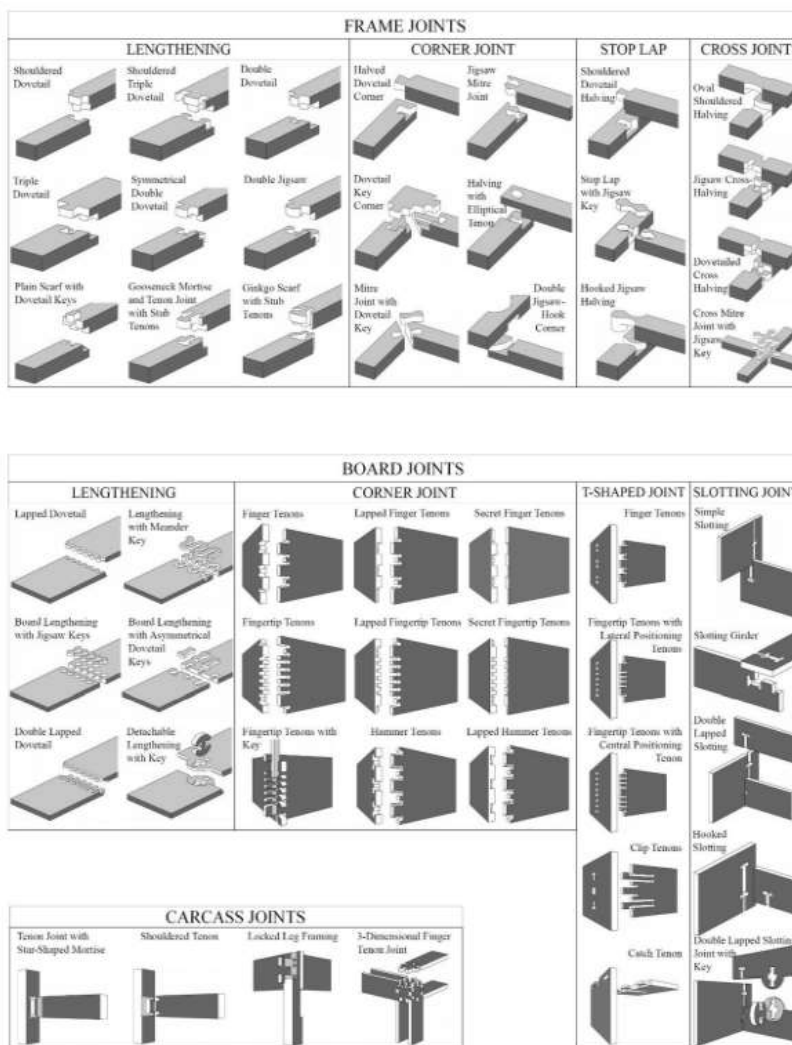 FRAME JOINTS
LENGTHENING
CORNER JOINT
STOP LAP
CROSS JOINT
Shouldered
Dovetail
Shouldered
Triple
Dovetail
Double
Dovetail
Halved
Dovetail
Corner
Jigsaw
Mitre
Joint
Shouldered
Dovetail
Halving
Oval
Shouldered
Halving
Triple
Dovetail
Symmetrical
Double
Dovetail
Double Jigsaw
Dovetail
Key
Corner
Halving
with
Elliptical
Tenon
Stop Lap
with Jigsaw
Key
Jigsaw Cross-
Halving
Plain Scarf with
Dovetail Keys
Gooseneck Mortise
and Tenon Joint
with Stub
Tenons
Ginkgo Scarf
with Stub
Tenons
Mitre
Joint with
Dovetail
Key
Double
Jigsaw-
Hook
Corner
Hooked Jigsaw
Halving
Dovetailed
Cross
Halving
Cross Mitre
Joint with
Jigsaw
Key
BOARD JOINTS
LENGTHENING
CORNER JOINT
T-SHAPED JOINT
SLOTTING JOINT
Lapped Dovetail
Lengthening
with Meander
Key
Finger Tenons
Lapped Finger Tenons
Secret Finger Tenons
Finger Tenons
Simple
Slotting
Board Lengthening
with Jigsaw Keys
Board Lengthening
with Asymmetrical
Dovetail
Keys
Fingertip Tenons
Lapped Fingertip Tenons
Secret Fingertip Tenons
Fingertip Tenons with
Lateral Positioning
Tenons
Slotting Girder
Double Lapped
Dovetail
Detachable
Lengthening
with Key
Fingertip Tenons with
Key
Hammer Tenons
Lapped Hammer Tenons
Fingertip Tenons with
Central Positioning
Tenon
Double
Lapped
Slotting
Clip Tenons
Hooked
Slotting
Catch Tenon
Double Lapped Slotting
Joint with
Key
CARCASS JOINTS
Tenon Joint with
Star-Shaped Mortise
Shouldered Tenon
Locked Leg Framing
3-Dimensional Finger
Tenon Joint